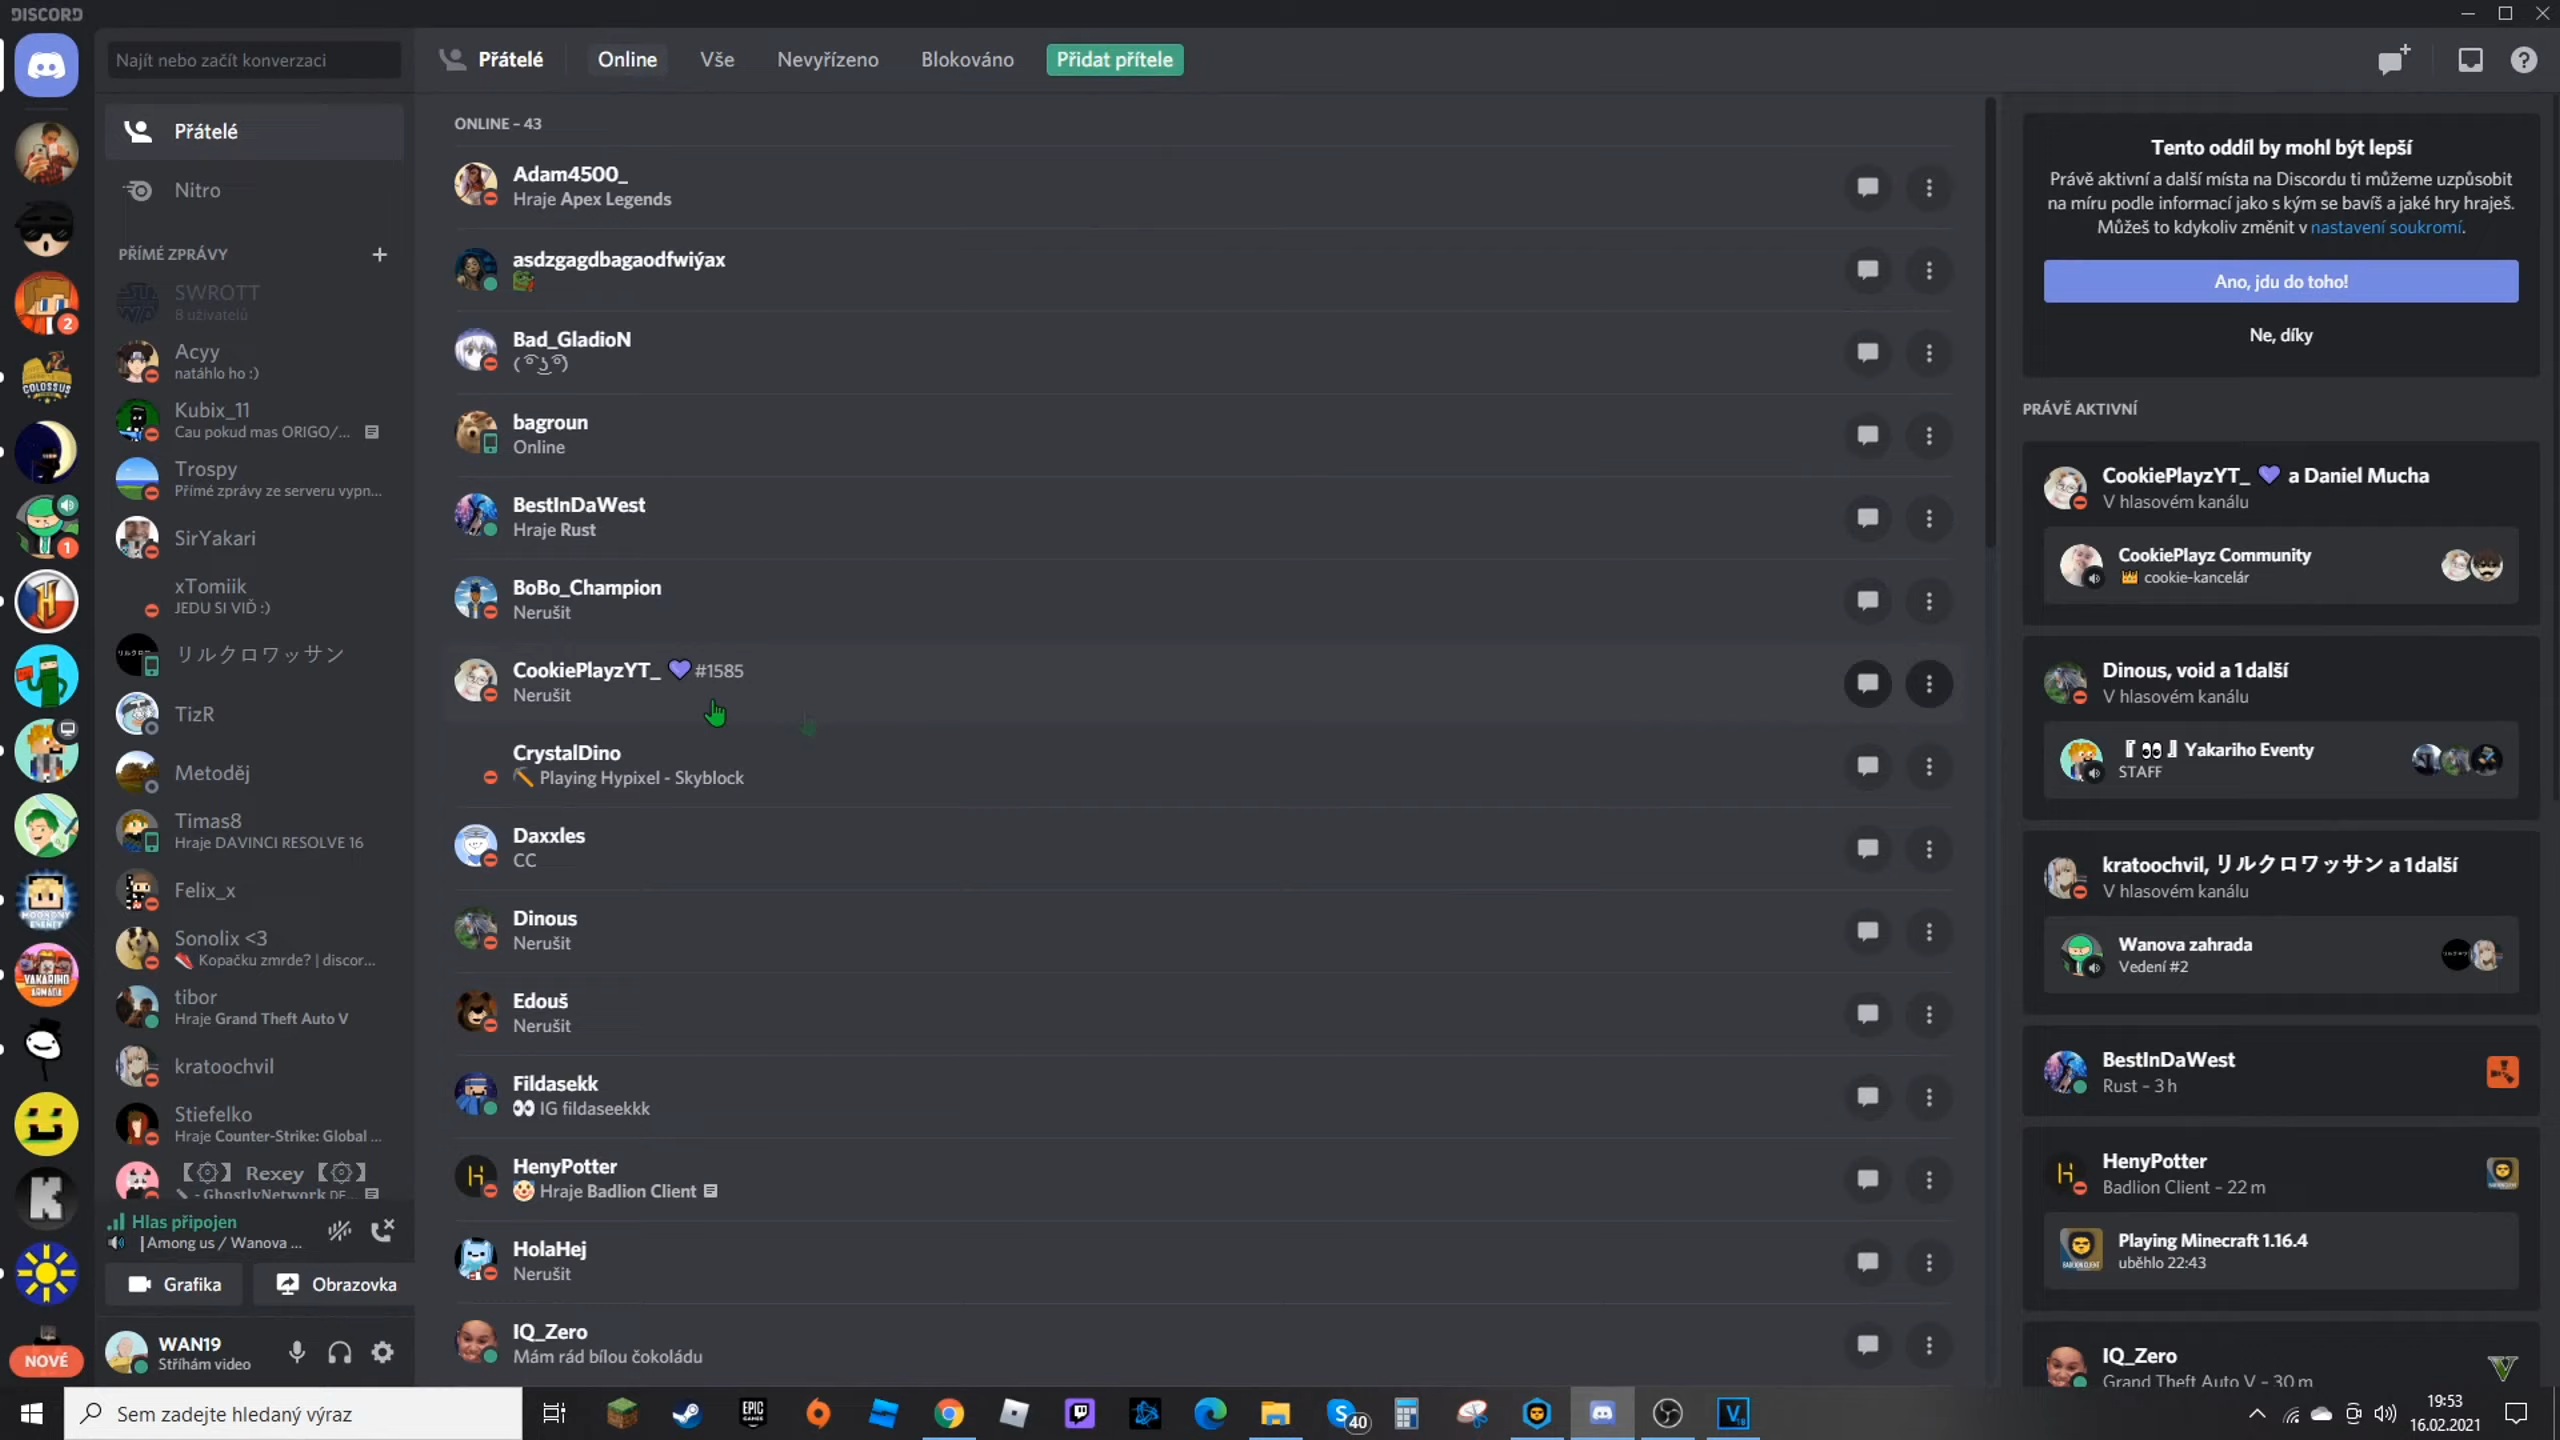 DISCORD
Najít nebo začít konverzaci
Přátelé
Online
Vše
Nevyřízeno
Blokováno
Přidat přítele
Přátelé
Nitro
PŘÍMÉ ZPRÁVY
SWROTT
8 uživatelů
Acyy
natáhlo ho :)
Kubix_11
Cau pokud mas ORIGO/...
Trospy
Přímé zprávy ze serveru vypn...
SirYakari
xTomiik
JEDU SI VIĎ :)
リルクロワッサン
TizR
Metoděj
Timas8
Hraje DAVINCI RESOLVE 16
Felix_x
Sonolix <3
Kopačku zmrde? | discor...
tibor
Hraje Grand Theft Auto V
kratoochvil
Stiefelko
Hraje Counter-Strike: Global ...
【۞】 Rexey 【۞】
- GhostlyNetwork DE...
Hlas připojen
|Among us / Wanova ...
Grafika
Obrazovka
WAN19
Stříhám video
2
COLOSSUS
1
YAKARIHO
ARMÁDA
NOVÉ
ONLINE – 43
Adam4500_
Hraje Apex Legends
asdzgagdbagaodfwiýax
Bad_GladioN
( ͡° ͜ʖ ͡°)
bagroun
Online
BestInDaWest
Hraje Rust
BoBo_Champion
Nerušit
CookiePlayzYT_ 💜 #1585
Nerušit
CrystalDino
Playing Hypixel - Skyblock
Daxxles
CC
Dinous
Nerušit
Edouš
Nerušit
Fildasekk
👀 IG fildaseekkk
HenyPotter
🤡 Hraje Badlion Client
HolaHej
Nerušit
IQ_Zero
Mám rád bílou čokoládu
Tento oddíl by mohl být lepší
Právě aktivní a další místa na Discordu ti můžeme uzpůsobit
na míru podle informací jako s kým se bavíš a jaké hry hraješ.
Můžeš to kdykoliv změnit v nastavení soukromí.
Ano, jdu do toho!
Ne, díky
PRÁVĚ AKTIVNÍ
CookiePlayzYT_ 💜 a Daniel Mucha
V hlasovém kanálu
CookiePlayz Community
👑 cookie-kancelár
Dinous, void a 1 další
V hlasovém kanálu
『👀』 Yakariho Eventy
STAFF
kratoochvil, リルクロワッサン a 1 další
V hlasovém kanálu
Wanova zahrada
Vedení #2
BestInDaWest
Rust – 3 h
HenyPotter
Badlion Client – 22 m
Playing Minecraft 1.16.4
uběhlo 22:43
IQ_Zero
Grand Theft Auto V – 30 m
Sem zadejte hledaný výraz
EPIC
GAMES
40
19:53
16.02.2021